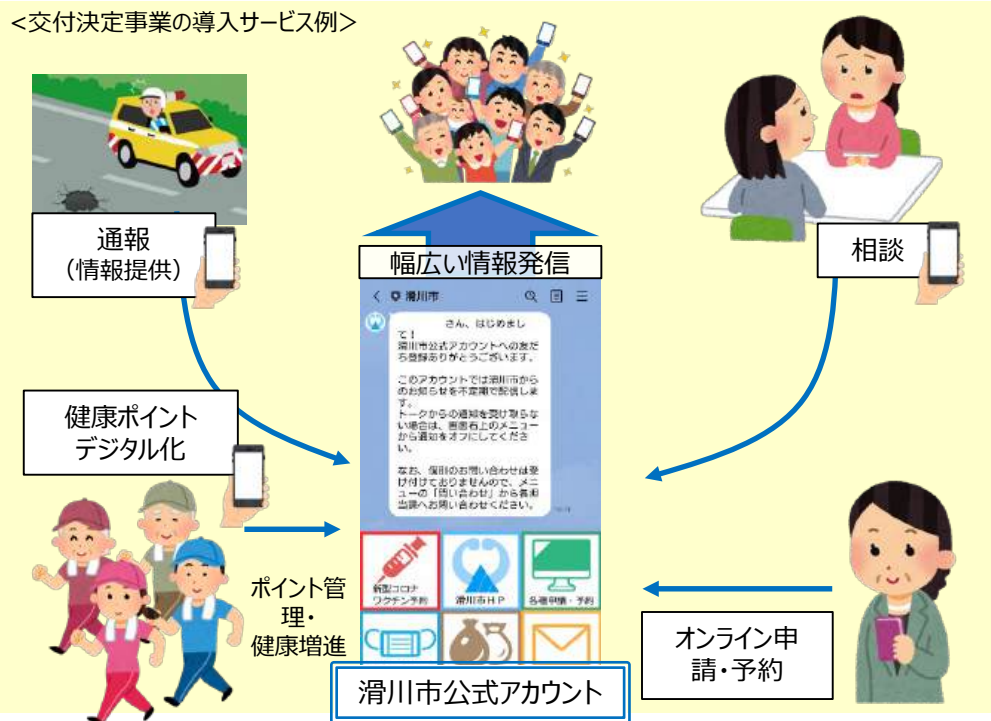 <交付決定事業の導入サービス例>
通報
(情報提供)
相談
幅広い情報発信
滑川市
さん、はじめまし
て!
滑川市公式アカウントへの友だ
ち登録ありがとうございます。
このアカウントでは滑川市から
のお知らせを不定期で配信しま
す。
トークからの通知を受け取らな
い場合は、画面右上のメニュー
から通知をオフにしてくださ
い。
なお、個別のお問い合わせは受
け付けておりませんので、メニ
ューの「問い合わせ」から各担
当課へお問い合わせください。
健康ポイント
デジタル化
ポイント管
理・
健康増進
新型コロナ
ワクチン予約
滑川市HP
各種申請・予約
オンライン申
請・予約
滑川市公式アカウント